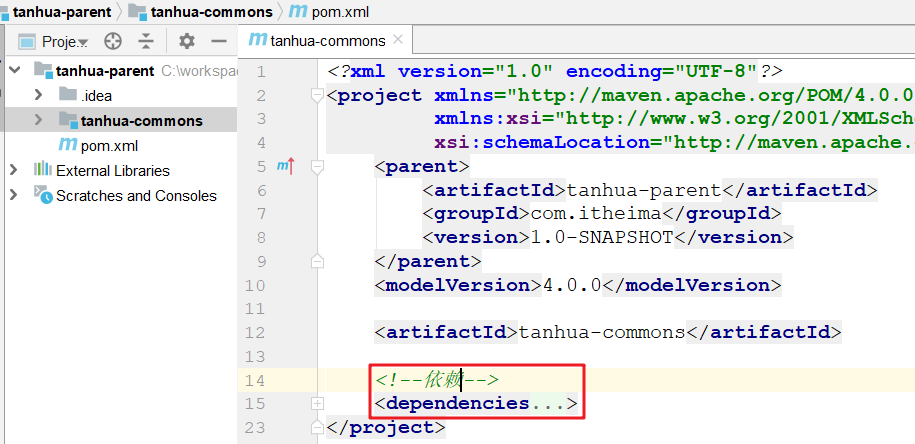 tanhua-parent tanhua-commons pom.xml
Proje... tanhua-commons
tanhua-parent C:\workspac
.idea
tanhua-commons
pom.xml
External Libraries
Scratches and Consoles
1 <?xml version="1.0" encoding="UTF-8"?>
2 <project xmlns="http://maven.apache.org/POM/4.0.0
3 xmlns:xsi="http://www.w3.org/2001/XMLSche
4 xsi:schemaLocation="http://maven.apache.
5 <parent>
6 <artifactId>tanhua-parent</artifactId>
7 <groupId>com.itheima</groupId>
8 <version>1.0-SNAPSHOT</version>
9 </parent>
10 <modelVersion>4.0.0</modelVersion>
11
12 <artifactId>tanhua-commons</artifactId>
13
14 <!--依赖-->
15 <dependencies...>
23 </project>